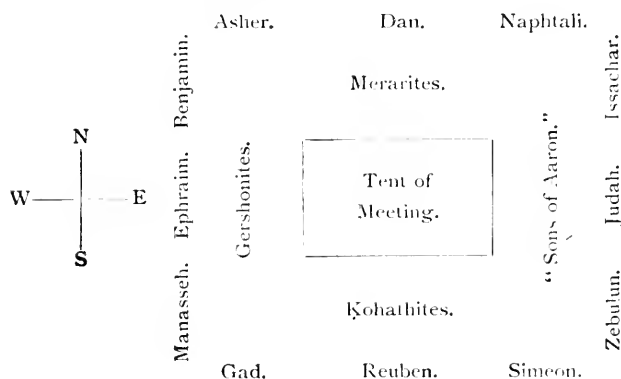 Asher. Dan. Naphtali.
Merarites.
N
W E
S
Benjamin.
Ephraim.
Manasseh.
Gershonites.
Tent of
Meeting.
“Sons of Aaron.”
Issachar.
Judah.
Zebulun.
Ḳohathites.
Gad. Reuben. Simeon.